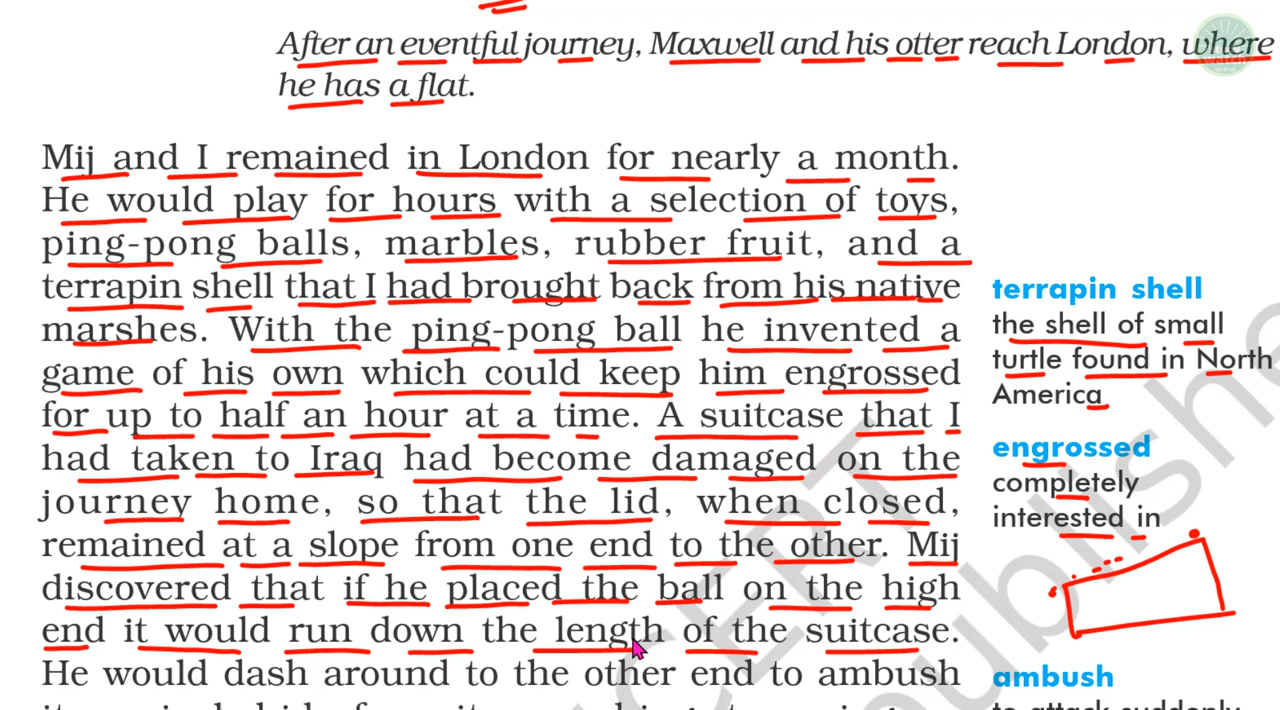 After an eventful journey, Maxwell and his otter reach London, where
he has a flat.
Mij and I remained in London for nearly a month.
He would play for hours with a selection of toys,
ping-pong balls, marbles, rubber fruit, and a
terrapin shell that I had brought back from his native
marshes. With the ping-pong ball he invented a
game of his own which could keep him engrossed
for up to half an hour at a time. A suitcase that I
had taken to Iraq had become damaged on the
journey home, so that the lid, when closed,
remained at a slope from one end to the other. Mij
discovered that if he placed the ball on the high
end it would run down the length of the suitcase.
He would dash around to the other end to ambush
terrapin shell
the shell of small
turtle found in North
America
engrossed
completely
interested in
ambush
to attack suddenly